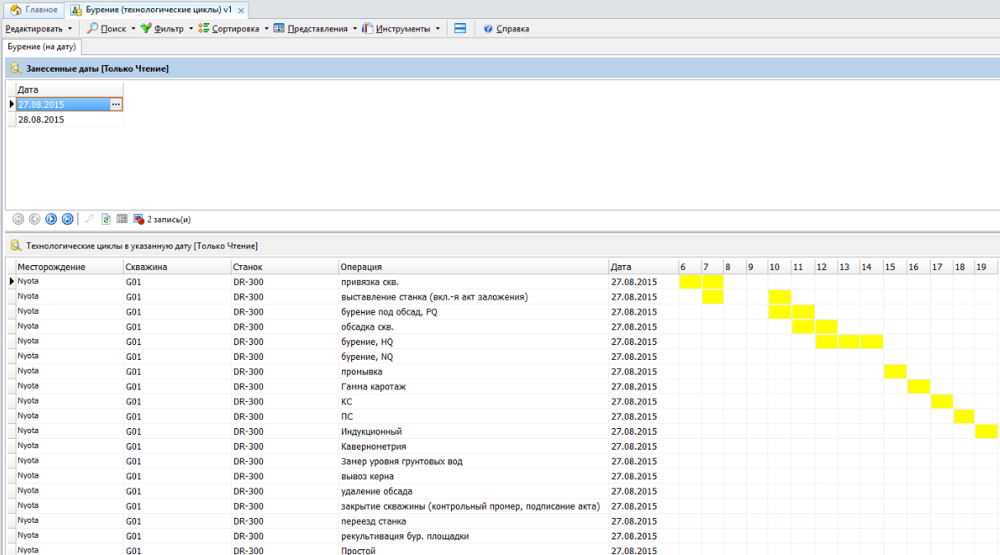 Главное Бурение (технологические циклы) v1
Редактировать Поиск Фильтр Сортировка Представления Инструменты Справка
Бурение (на дату)
Занесенные даты [Только Чтение]
Дата
27.08.2015
28.08.2015
2 запись(и)
Технологические циклы в указанную дату [Только Чтение]
Месторождение Скважина Станок Операция Дата 6 7 8 9 10 11 12 13 14 15 16 17 18 19
Nyota G01 DR-300 привязка скв. 27.08.2015
Nyota G01 DR-300 выставление станка (вкл.-я акт заложения) 27.08.2015
Nyota G01 DR-300 бурение под обсад, PQ 27.08.2015
Nyota G01 DR-300 обсадка скв. 27.08.2015
Nyota G01 DR-300 бурение, HQ 27.08.2015
Nyota G01 DR-300 бурение, NQ 27.08.2015
Nyota G01 DR-300 промывка 27.08.2015
Nyota G01 DR-300 Гамма каротаж 27.08.2015
Nyota G01 DR-300 КС 27.08.2015
Nyota G01 DR-300 ПС 27.08.2015
Nyota G01 DR-300 Индукционный 27.08.2015
Nyota G01 DR-300 Кавернометрия 27.08.2015
Nyota G01 DR-300 Замер уровня грунтовых вод 27.08.2015
Nyota G01 DR-300 вывоз керна 27.08.2015
Nyota G01 DR-300 удаление обсада 27.08.2015
Nyota G01 DR-300 закрытие скважины (контрольный промер, подписание акта) 27.08.2015
Nyota G01 DR-300 переезд станка 27.08.2015
Nyota G01 DR-300 рекультивация бур. площадки 27.08.2015
Nyota G01 DR-300 Простой 27.08.2015